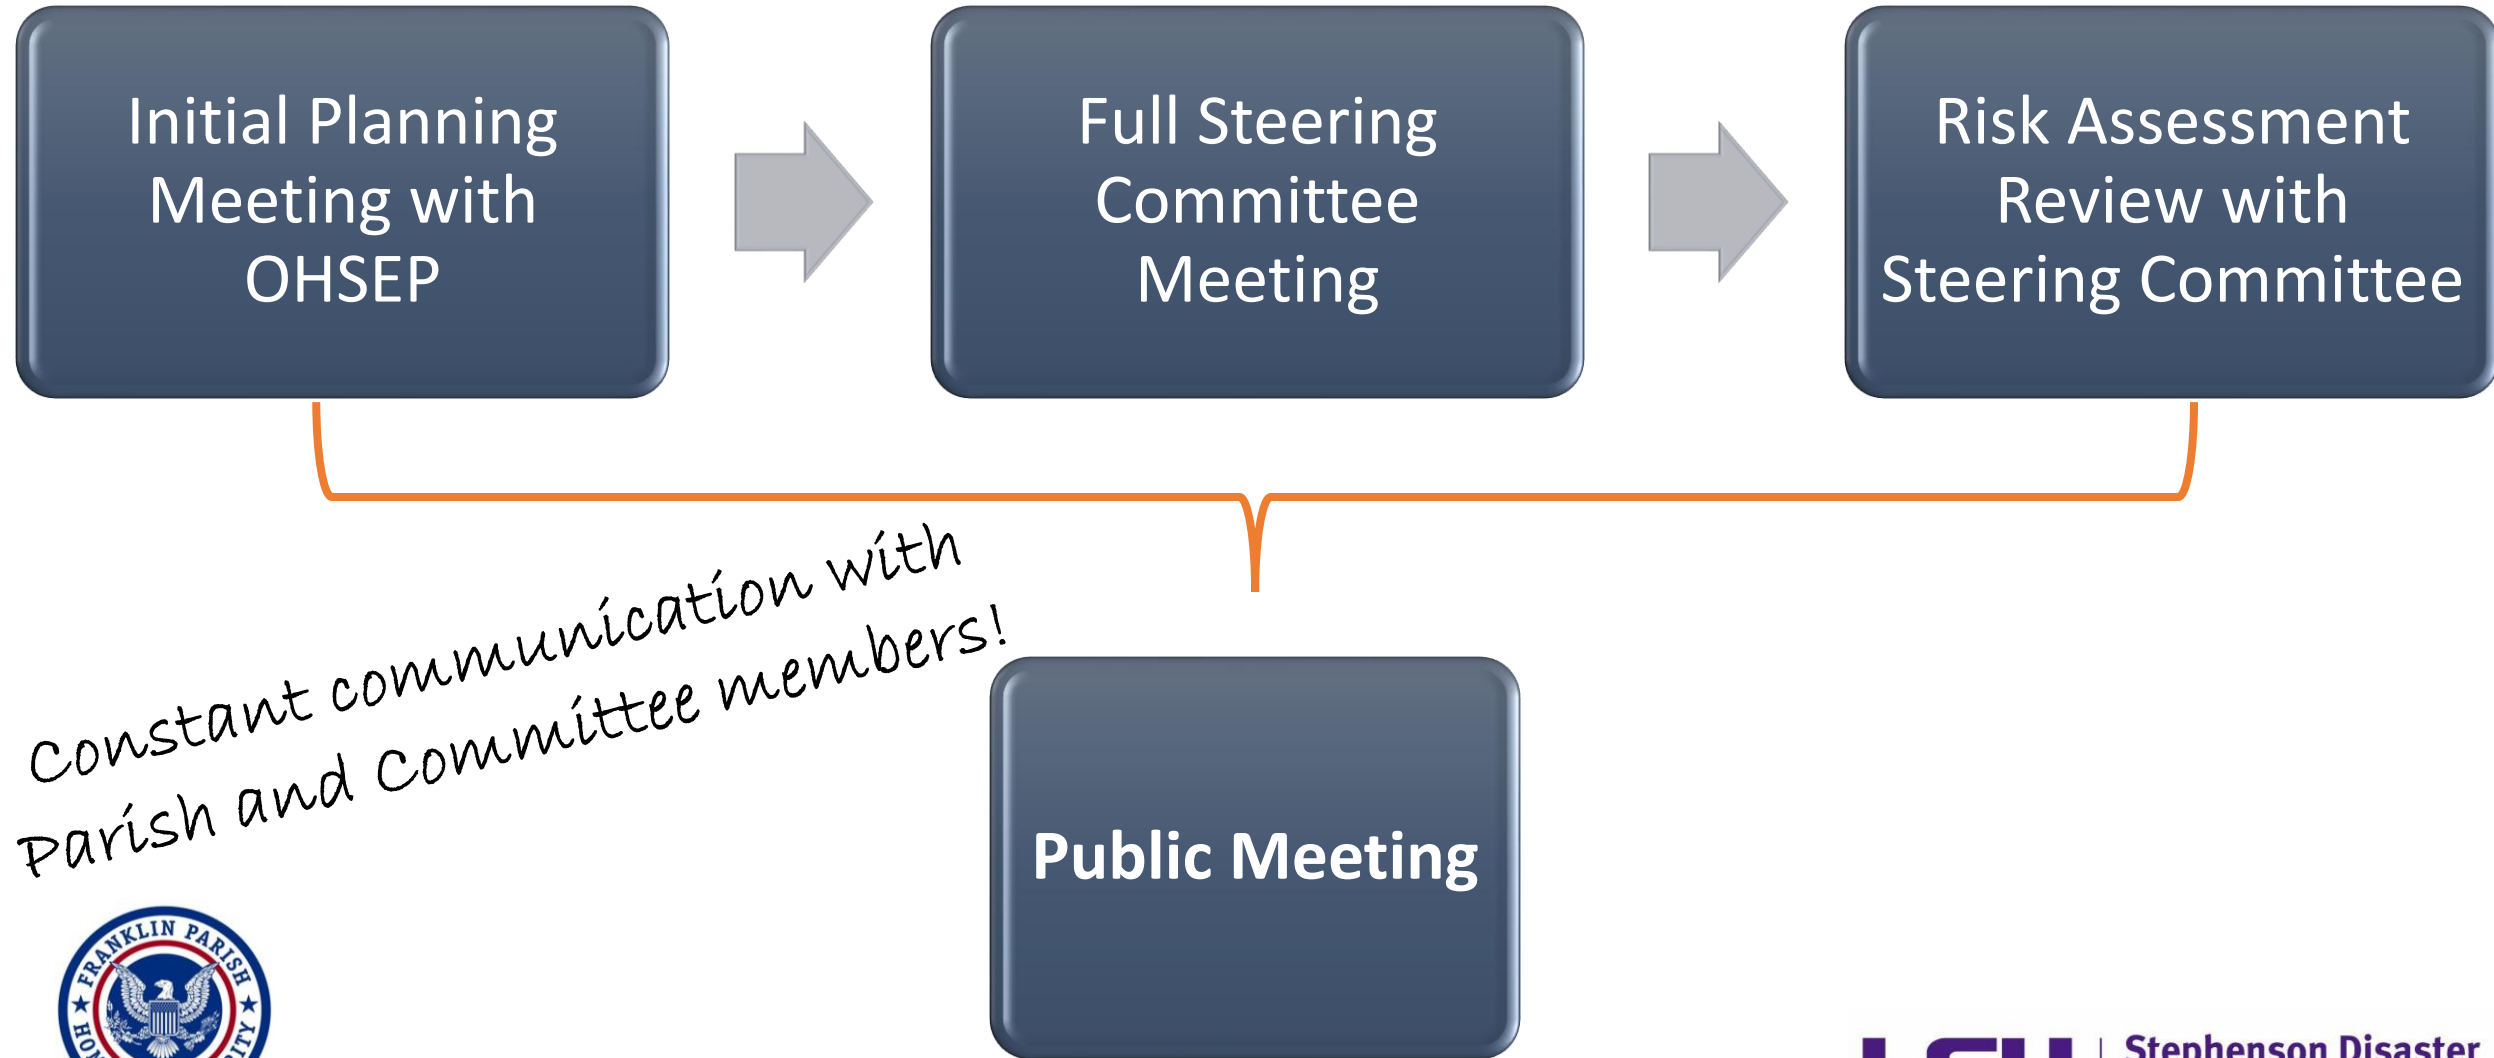 Initial Planning
Meeting with
OHSEP
Full Steering
Committee
Meeting
Risk Assessment
Review with
Steering Committee
Constant communication with
Parish and Committee members!
Public Meeting
FRANKLIN PARISH
LSU
Stephenson Disaster